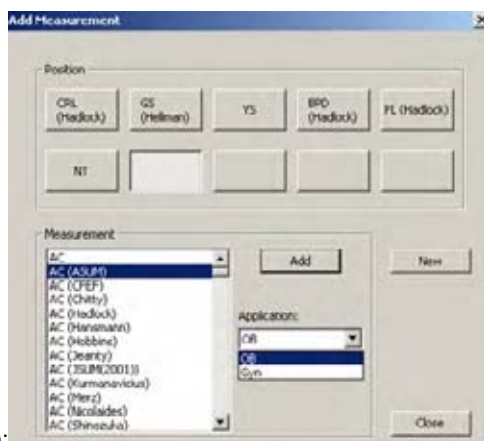 Add Measurement
Position
CRL (Hadlock)
GS (Hellman)
YS
BPD (Hadlock)
FL (Hadlock)
NT
Measurement
AC
AC (ASUM)
AC (CFEF)
AC (Chitty)
AC (Hadlock)
AC (Hansmann)
AC (Hobbins)
AC (Jeanty)
AC (JSUM(2001))
AC (Kurmanavicius)
AC (Merz)
AC (Nicolaides)
AC (Shinozuka)
Add
New
Application:
OB
OB
Gyn
Close